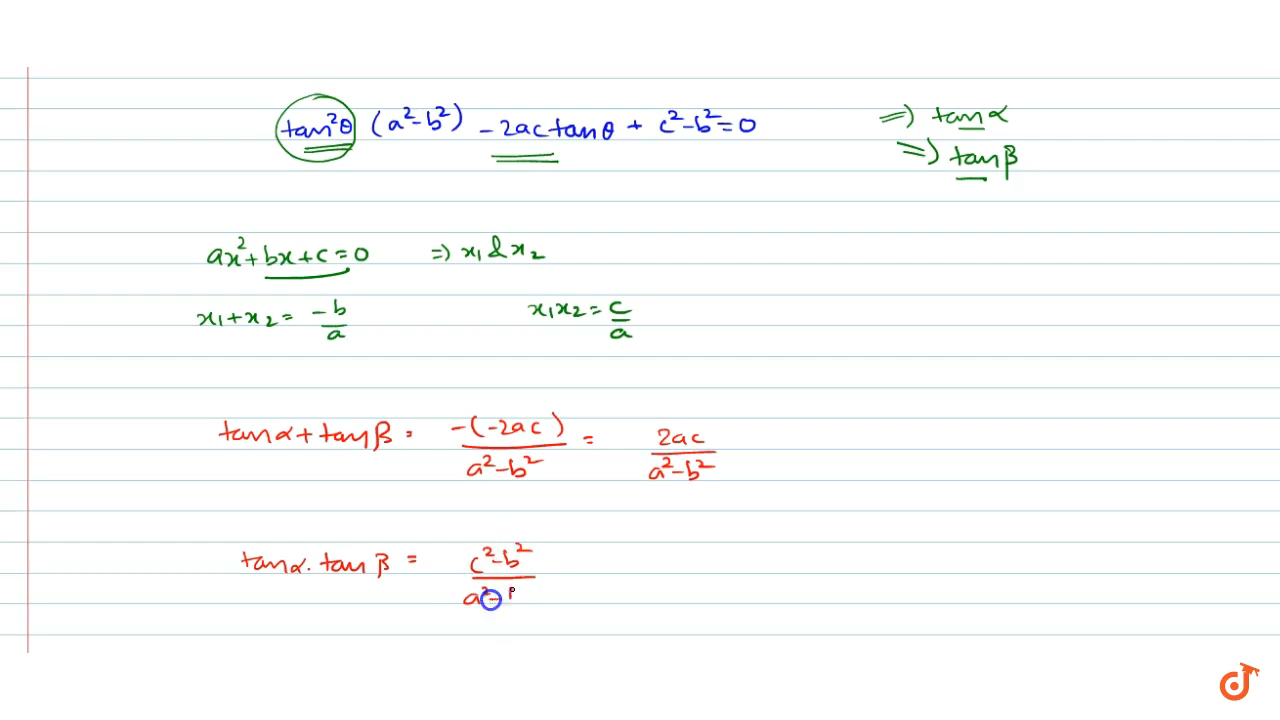 tan²θ (a²-b²) - 2ac tanθ + c²-b² = 0 ⇒ tanα
⇒ tanβ
ax²+bx+c=0 ⇒ x₁ & x₂
x₁+x₂ = -b/a x₁x₂ = c/a
tanα + tanβ = -(-2ac)/(a²-b²) = 2ac/(a²-b²)
tanα · tanβ = (c²-b²)/(a²-